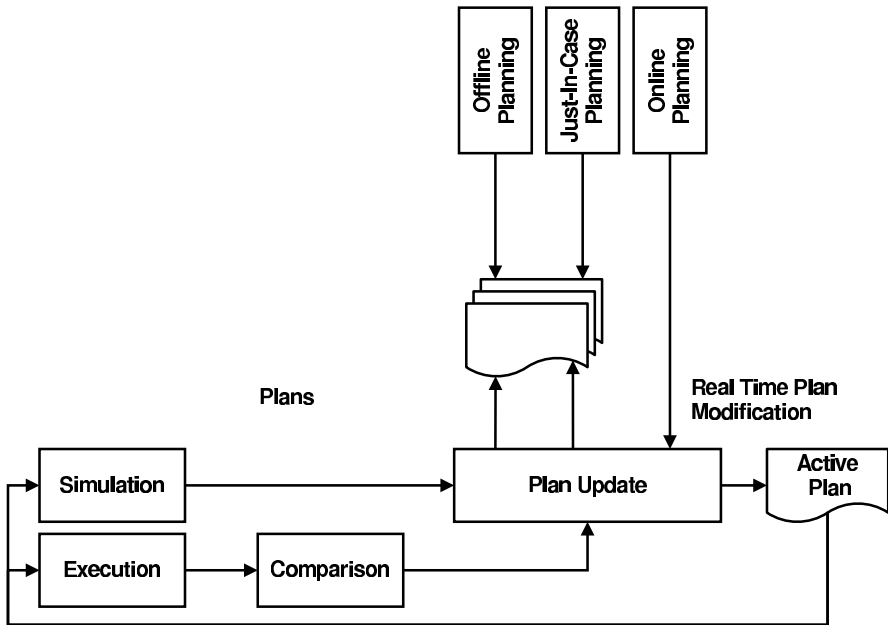 Offline
Planning
Just-In-Case
Planning
Online
Planning
Plans
Real Time Plan
Modification
Simulation
Plan Update
Active
Plan
Execution
Comparison